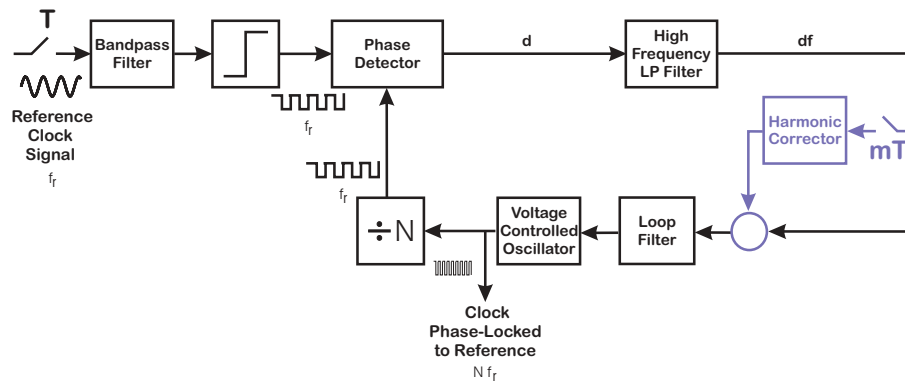 T
Bandpass
Filter
Phase
Detector
d
High
Frequency
LP Filter
df
Reference
Clock
Signal
fr
fr
Harmonic
Corrector
mT
fr
÷ N
Voltage
Controlled
Oscillator
Loop
Filter
Clock
Phase-Locked
to Reference
N fr